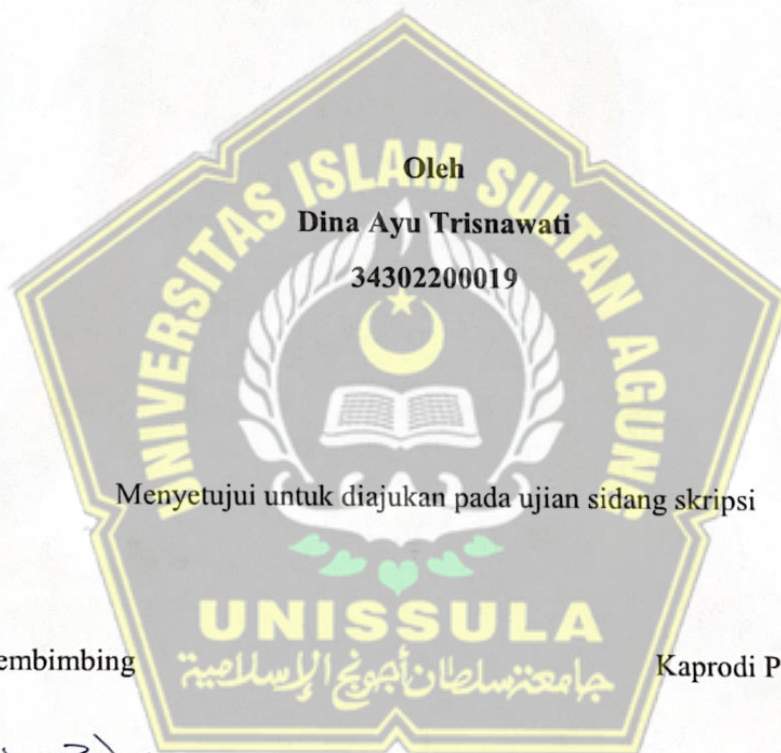 Oleh
Dina Ayu Trisnawati
34302200019
UNIVERSITAS ISLAM SULTAN AGUNG
Menyetujui untuk diajukan pada ujian sidang skripsi
UNISSULA
embimbing
جامعة سلطان أجونج الإسلامية
Kaprodi P